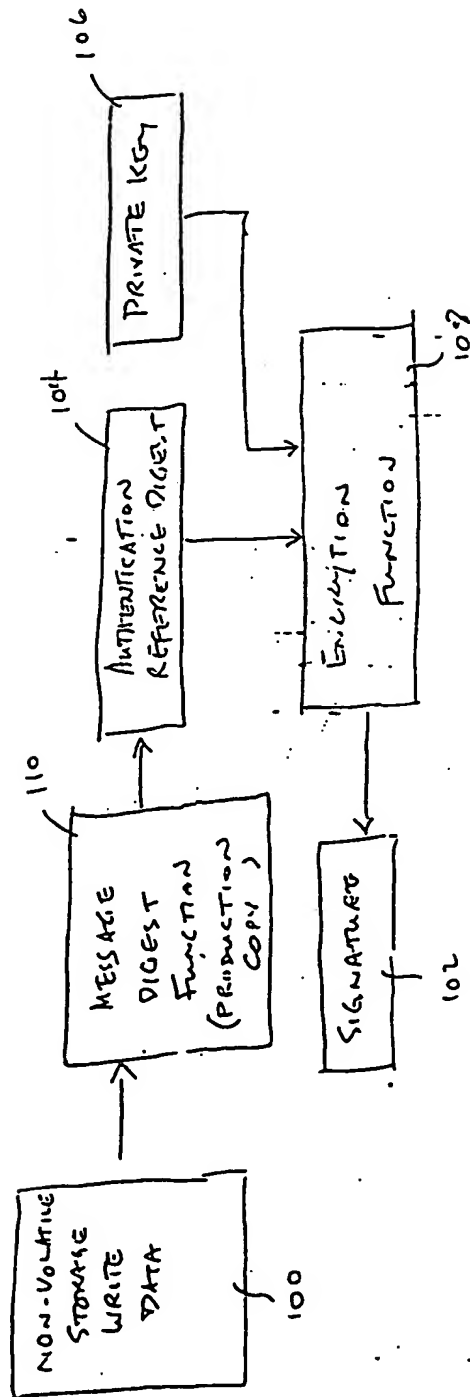 NON-VOLATILE
STORAGE
WRITE
DATA
100
MESSAGE
DIGEST
FUNCTION
(PRODUCTION
COPY)
110
AUTHENTICATION
REFERENCE DIGEST
104
PRIVATE KEY
106
ENCRYPTION
FUNCTION
108
SIGNATURE
102